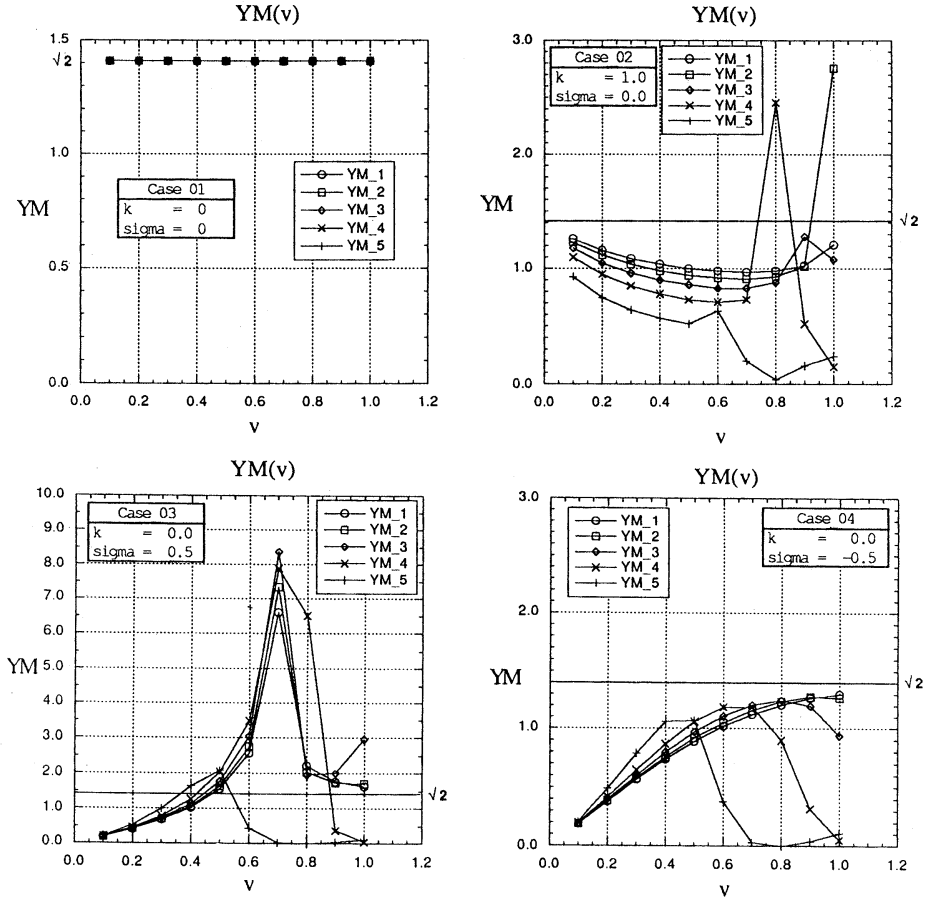 YM(v)
1.5
√2
1.0
0.5
0.0
YM
Case 01
k = 0
sigma = 0
YM_1
YM_2
YM_3
YM_4
YM_5
0.0 0.2 0.4 0.6 0.8 1.0 1.2
v
YM(v)
3.0
2.0
1.0
0.0
YM
Case 02
k = 1.0
sigma = 0.0
YM_1
YM_2
YM_3
YM_4
YM_5
√2
0.0 0.2 0.4 0.6 0.8 1.0 1.2
v
YM(v)
10.0
9.0
8.0
7.0
6.0
5.0
4.0
3.0
2.0
1.0
0.0
YM
Case 03
k = 0.0
sigma = 0.5
YM_1
YM_2
YM_3
YM_4
YM_5
√2
0.0 0.2 0.4 0.6 0.8 1.0 1.2
v
YM(v)
3.0
2.0
1.0
0.0
YM
YM_1
YM_2
YM_3
YM_4
YM_5
Case 04
k = 0.0
sigma = -0.5
√2
0.0 0.2 0.4 0.6 0.8 1.0 1.2
v